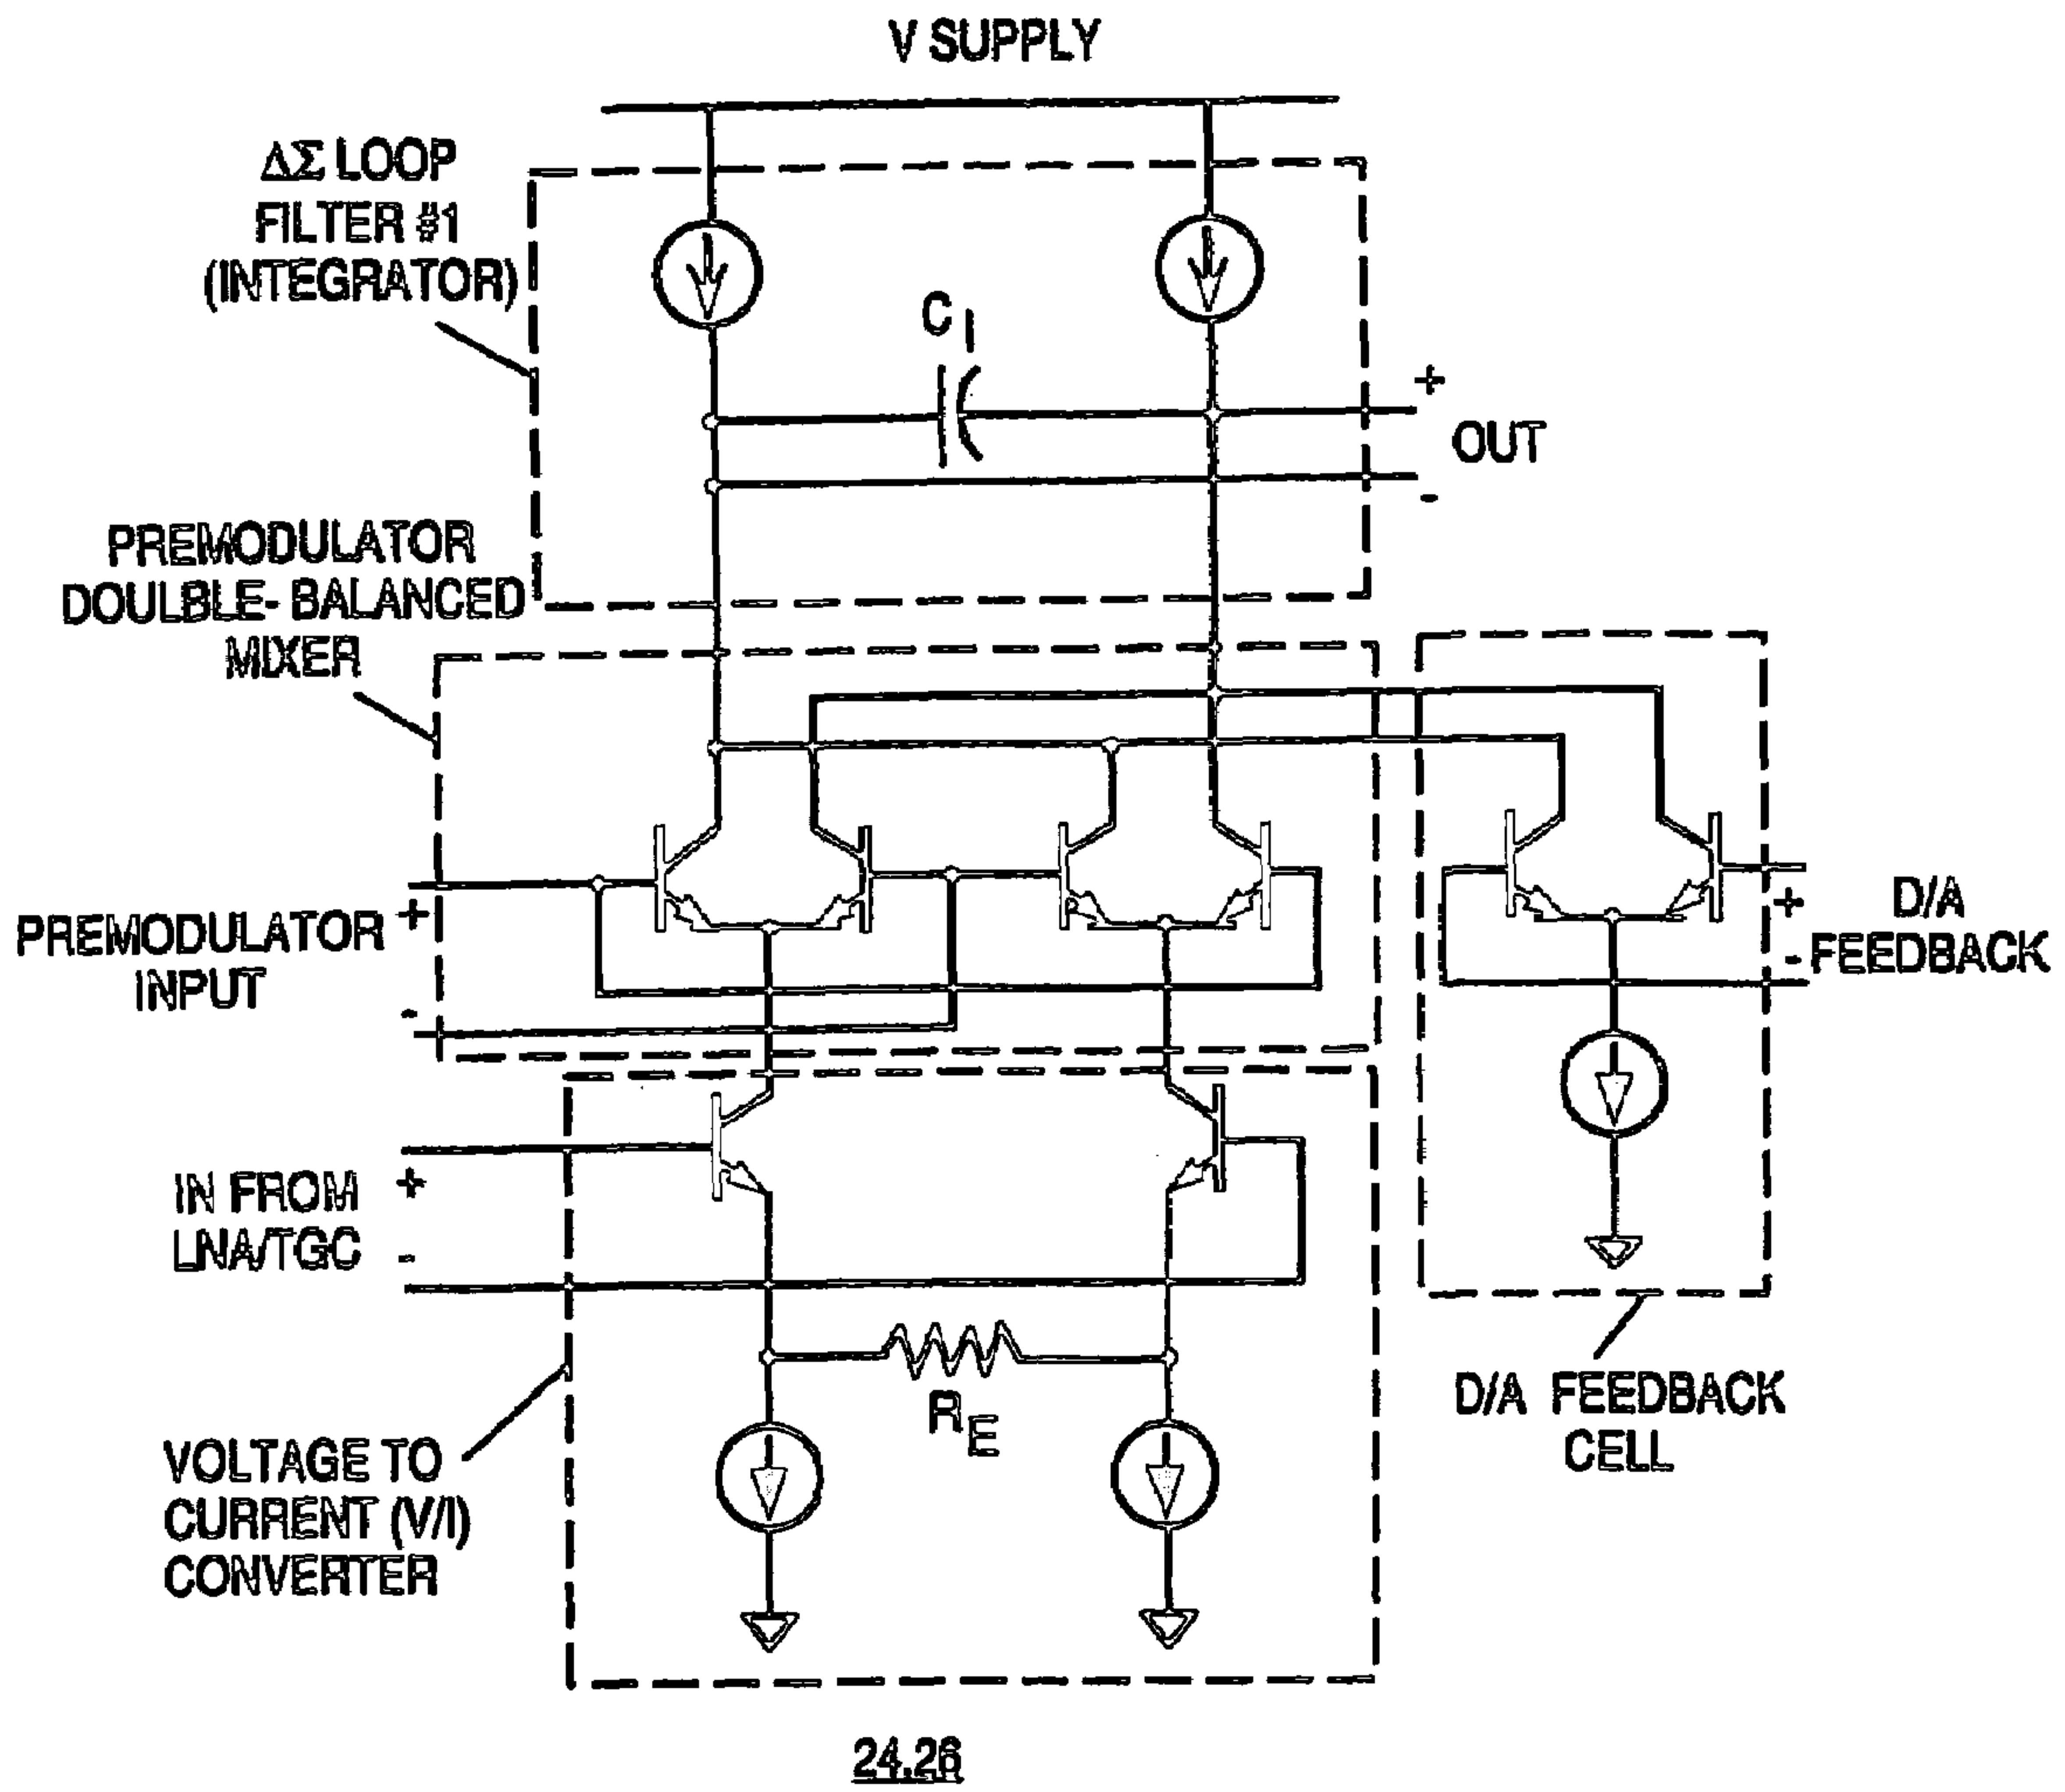 V SUPPLY
ΔΣ LOOP
FILTER #1
(INTEGRATOR)
C I
+
OUT
-
PREMODULATOR
DOULBLE- BALANCED
MIXER
PREMODULATOR
INPUT
+
-
+
-
D/A
FEEDBACK
IN FROM
LNA/TGC
+
-
R E
D/A FEEDBACK
CELL
VOLTAGE TO
CURRENT (V/I)
CONVERTER
24.26